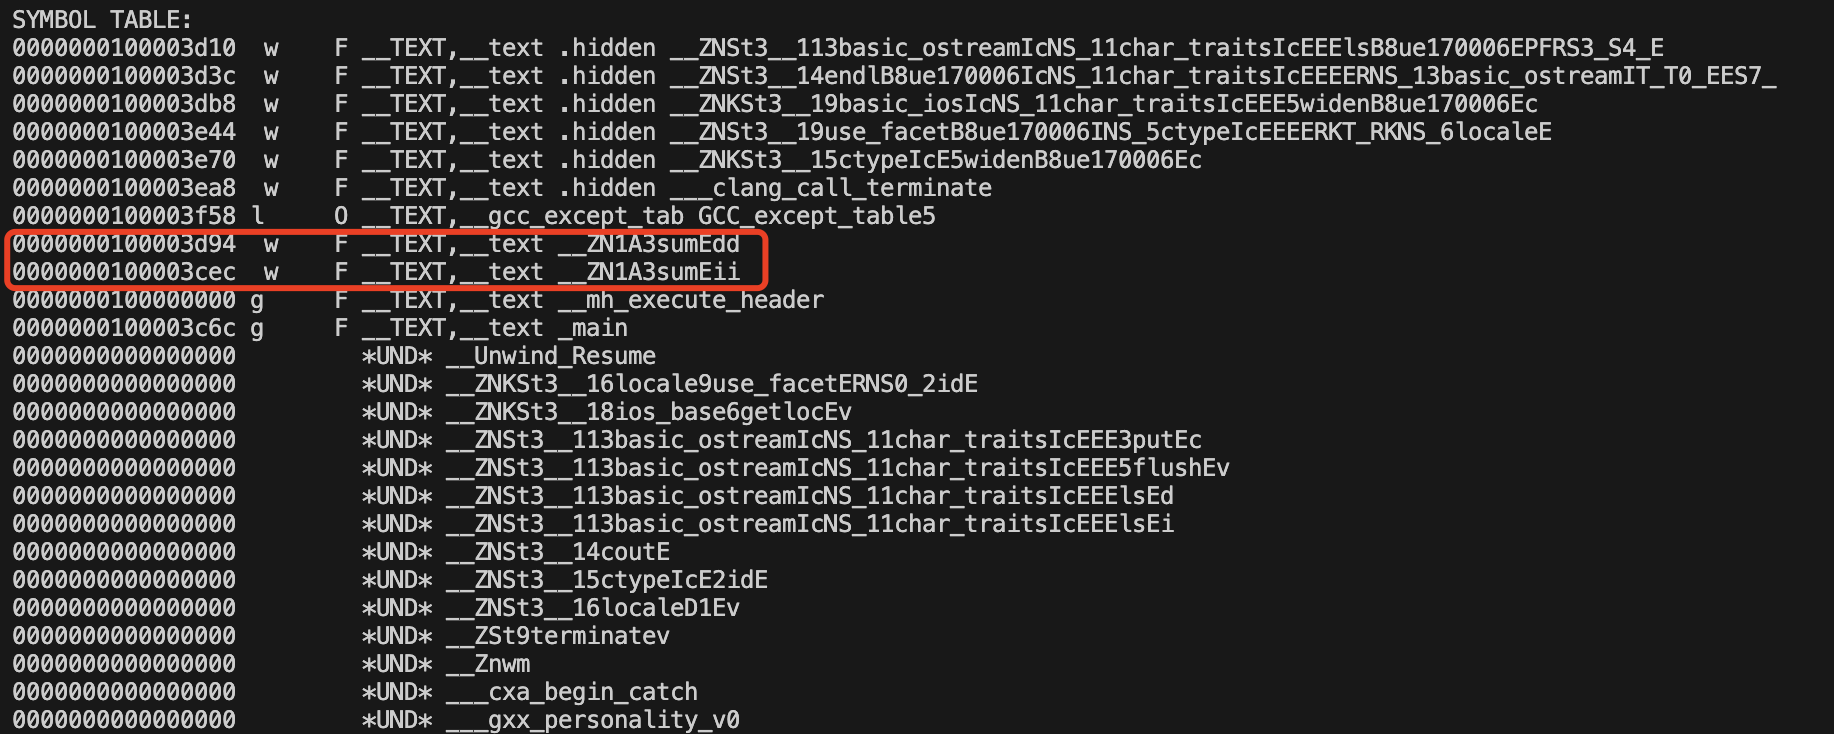 SYMBOL TABLE:
0000000100003d10  w    F __TEXT,__text .hidden __ZNSt3__113basic_ostreamIcNS_11char_traitsIcEEElsB8ue170006EPFRS3_S4_E
0000000100003d3c  w    F __TEXT,__text .hidden __ZNSt3__14endlB8ue170006IcNS_11char_traitsIcEEEERNS_13basic_ostreamIT_T0_EES7_
0000000100003db8  w    F __TEXT,__text .hidden __ZNKSt3__19basic_iosIcNS_11char_traitsIcEEE5widenB8ue170006Ec
0000000100003e44  w    F __TEXT,__text .hidden __ZNSt3__19use_facetB8ue170006INS_5ctypeIcEEEERKT_RKNS_6localeE
0000000100003e70  w    F __TEXT,__text .hidden __ZNKSt3__15ctypeIcE5widenB8ue170006Ec
0000000100003ea8  w    F __TEXT,__text .hidden ___clang_call_terminate
0000000100003f58 l     O __TEXT,__gcc_except_tab GCC_except_table5
0000000100003d94  w    F __TEXT,__text __ZN1A3sumEdd
0000000100003cec  w    F __TEXT,__text __ZN1A3sumEii
0000000100000000 g     F __TEXT,__text __mh_execute_header
0000000100003c6c g     F __TEXT,__text _main
0000000000000000         *UND* __Unwind_Resume
0000000000000000         *UND* __ZNKSt3__16locale9use_facetERNS0_2idE
0000000000000000         *UND* __ZNKSt3__18ios_base6getlocEv
0000000000000000         *UND* __ZNSt3__113basic_ostreamIcNS_11char_traitsIcEEE3putEc
0000000000000000         *UND* __ZNSt3__113basic_ostreamIcNS_11char_traitsIcEEE5flushEv
0000000000000000         *UND* __ZNSt3__113basic_ostreamIcNS_11char_traitsIcEEElsEd
0000000000000000         *UND* __ZNSt3__113basic_ostreamIcNS_11char_traitsIcEEElsEi
0000000000000000         *UND* __ZNSt3__14coutE
0000000000000000         *UND* __ZNSt3__15ctypeIcE2idE
0000000000000000         *UND* __ZNSt3__16localeD1Ev
0000000000000000         *UND* __ZSt9terminatev
0000000000000000         *UND* __Znwm
0000000000000000         *UND* ___cxa_begin_catch
0000000000000000         *UND* ___gxx_personality_v0